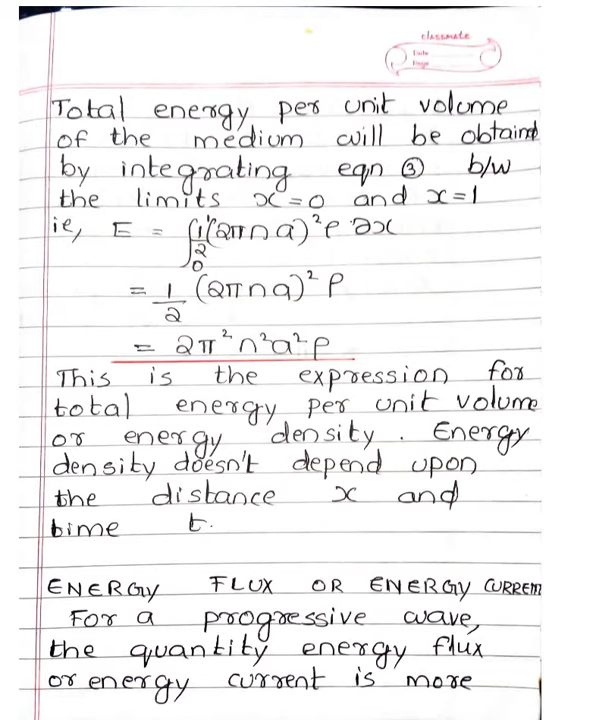 classmate
Date
Page
Total energy per unit volume
of the medium will be obtaind
by integrating eqn ③ b/w
the limits x=0 and x=1
ie, E = ∫₀¹ 1/2 (2πna)²ρ ∂x
= 1/2 (2πna)² ρ
= 2π²n²a²ρ
This is the expression for
total energy per unit volume
or energy density. Energy
density doesn't depend upon
the distance x and
time t.
ENERGY FLUX OR ENERGY CURREN
For a progressive wave,
the quantity energy flux
or energy current is more